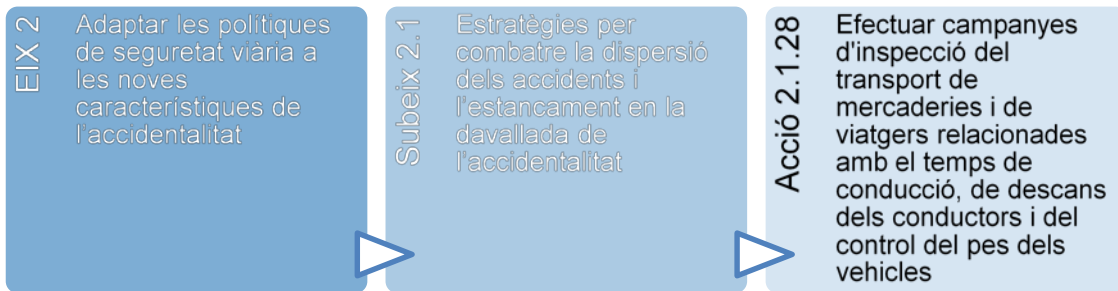 EIX 2
Adaptar les polítiques
de seguretat viària a
les noves
característiques de
l'accidentalitat
Subeix 2.1
Estratègies per
combatre la dispersió
dels accidents i
l'estancament en la
davallada de
l'accidentalitat
Acció 2.1.28
Efectuar campanyes
d'inspecció del
transport de
mercaderies i de
viatgers relacionades
amb el temps de
conducció, de descans
dels conductors i del
control del pes dels
vehicles